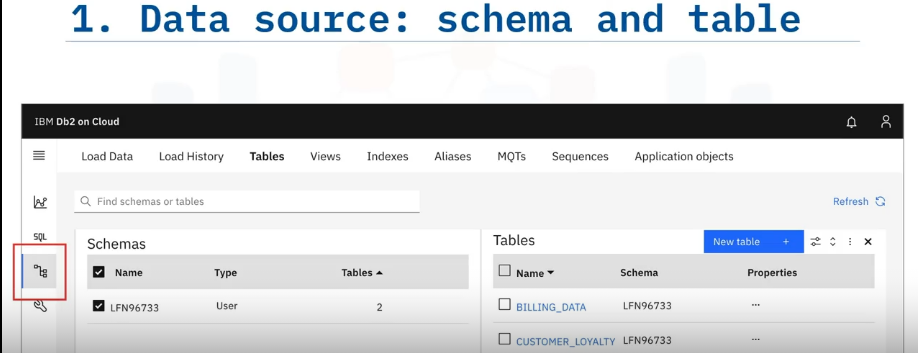 1. Data source: schema and table
IBM Db2 on Cloud
Load Data Load History Tables Views Indexes Aliases MQTs Sequences Application objects
Find schemas or tables
Refresh
SQL
Schemas
Name Type Tables
LFN96733 User 2
Tables
New table +
Name Schema Properties
BILLING_DATA LFN96733 ...
CUSTOMER_LOYALTY LFN96733 ...